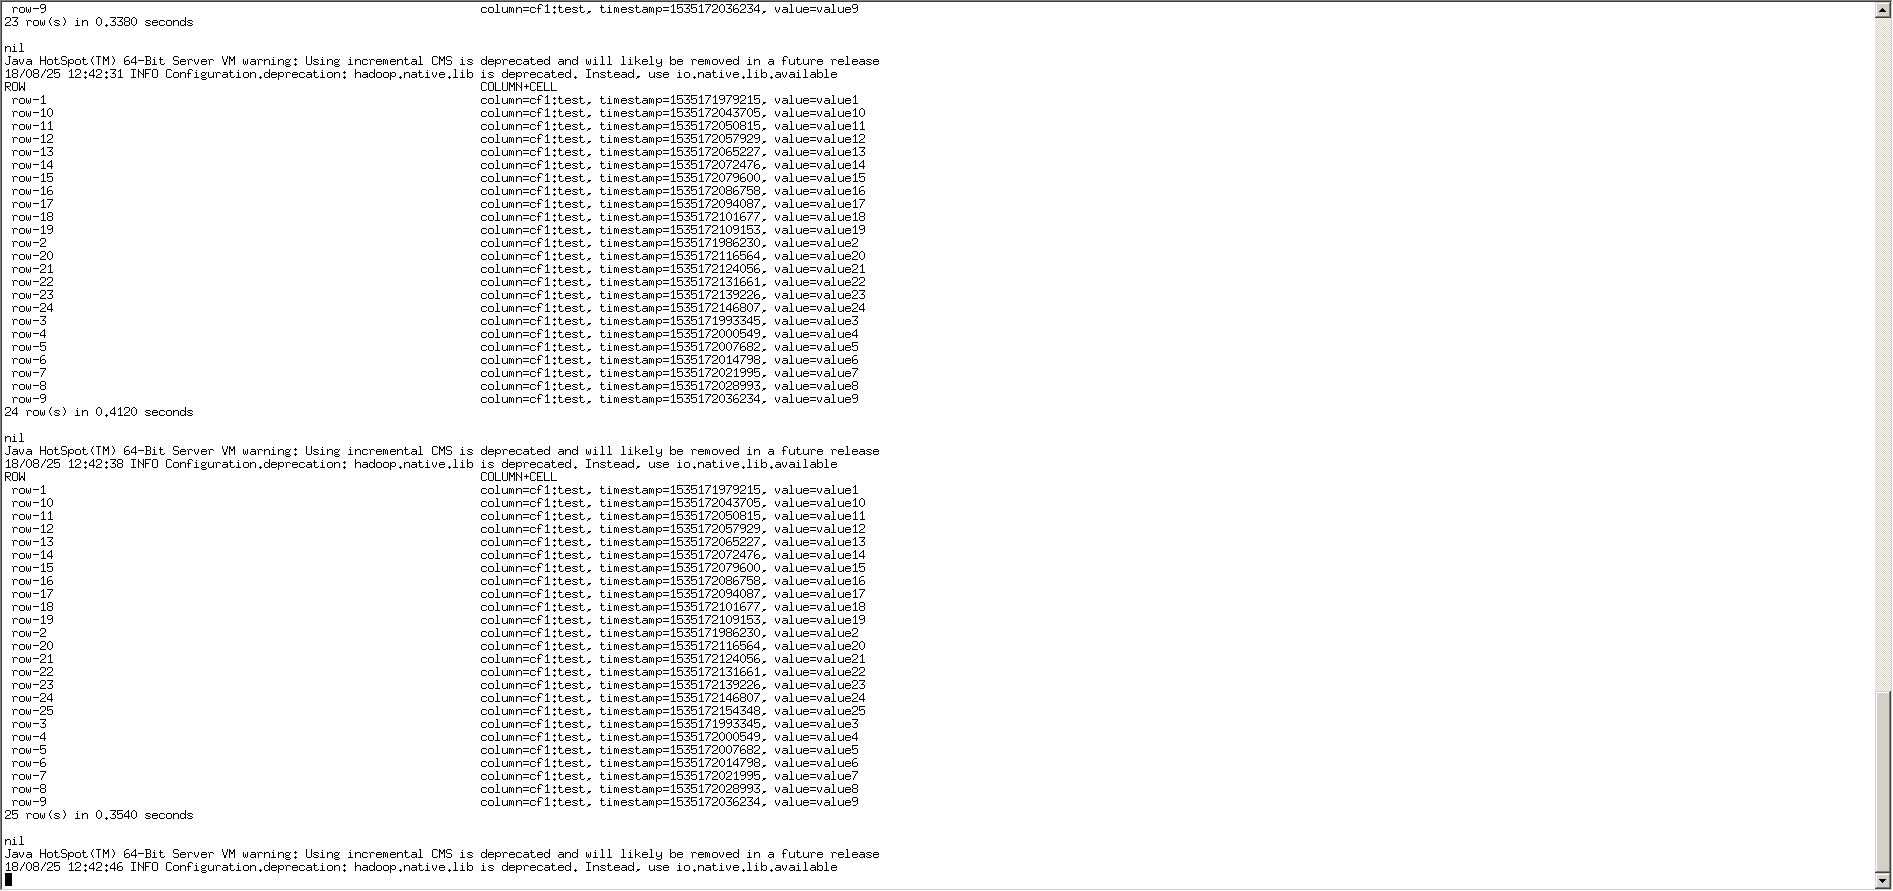 row-9 column=cf1:test, timestamp=1535172036234, value=value9
23 row(s) in 0.3380 seconds
nil
Java HotSpot(TM) 64-Bit Server VM warning: Using incremental CMS is deprecated and will likely be removed in a future release
18/08/25 12:42:31 INFO Configuration.deprecation: hadoop.native.lib is deprecated. Instead, use io.native.lib.available
ROW COLUMN+CELL
row-1 column=cf1:test, timestamp=1535171979215, value=value1
row-10 column=cf1:test, timestamp=1535172043705, value=value10
row-11 column=cf1:test, timestamp=1535172050815, value=value11
row-12 column=cf1:test, timestamp=1535172057929, value=value12
row-13 column=cf1:test, timestamp=1535172065227, value=value13
row-14 column=cf1:test, timestamp=1535172072476, value=value14
row-15 column=cf1:test, timestamp=1535172079600, value=value15
row-16 column=cf1:test, timestamp=1535172086758, value=value16
row-17 column=cf1:test, timestamp=1535172094087, value=value17
row-18 column=cf1:test, timestamp=1535172101677, value=value18
row-19 column=cf1:test, timestamp=1535172109153, value=value19
row-2 column=cf1:test, timestamp=1535171986230, value=value2
row-20 column=cf1:test, timestamp=1535172116564, value=value20
row-21 column=cf1:test, timestamp=1535172124056, value=value21
row-22 column=cf1:test, timestamp=1535172131661, value=value22
row-23 column=cf1:test, timestamp=1535172139226, value=value23
row-24 column=cf1:test, timestamp=1535172146807, value=value24
row-3 column=cf1:test, timestamp=1535171993345, value=value3
row-4 column=cf1:test, timestamp=1535172000549, value=value4
row-5 column=cf1:test, timestamp=1535172007682, value=value5
row-6 column=cf1:test, timestamp=1535172014798, value=value6
row-7 column=cf1:test, timestamp=1535172021995, value=value7
row-8 column=cf1:test, timestamp=1535172028993, value=value8
row-9 column=cf1:test, timestamp=1535172036234, value=value9
24 row(s) in 0.4120 seconds
nil
Java HotSpot(TM) 64-Bit Server VM warning: Using incremental CMS is deprecated and will likely be removed in a future release
18/08/25 12:42:38 INFO Configuration.deprecation: hadoop.native.lib is deprecated. Instead, use io.native.lib.available
ROW COLUMN+CELL
row-1 column=cf1:test, timestamp=1535171979215, value=value1
row-10 column=cf1:test, timestamp=1535172043705, value=value10
row-11 column=cf1:test, timestamp=1535172050815, value=value11
row-12 column=cf1:test, timestamp=1535172057929, value=value12
row-13 column=cf1:test, timestamp=1535172065227, value=value13
row-14 column=cf1:test, timestamp=1535172072476, value=value14
row-15 column=cf1:test, timestamp=1535172079600, value=value15
row-16 column=cf1:test, timestamp=1535172086758, value=value16
row-17 column=cf1:test, timestamp=1535172094087, value=value17
row-18 column=cf1:test, timestamp=1535172101677, value=value18
row-19 column=cf1:test, timestamp=1535172109153, value=value19
row-2 column=cf1:test, timestamp=1535171986230, value=value2
row-20 column=cf1:test, timestamp=1535172116564, value=value20
row-21 column=cf1:test, timestamp=1535172124056, value=value21
row-22 column=cf1:test, timestamp=1535172131661, value=value22
row-23 column=cf1:test, timestamp=1535172139226, value=value23
row-24 column=cf1:test, timestamp=1535172146807, value=value24
row-25 column=cf1:test, timestamp=1535172154348, value=value25
row-3 column=cf1:test, timestamp=1535171993345, value=value3
row-4 column=cf1:test, timestamp=1535172000549, value=value4
row-5 column=cf1:test, timestamp=1535172007682, value=value5
row-6 column=cf1:test, timestamp=1535172014798, value=value6
row-7 column=cf1:test, timestamp=1535172021995, value=value7
row-8 column=cf1:test, timestamp=1535172028993, value=value8
row-9 column=cf1:test, timestamp=1535172036234, value=value9
25 row(s) in 0.3540 seconds
nil
Java HotSpot(TM) 64-Bit Server VM warning: Using incremental CMS is deprecated and will likely be removed in a future release
18/08/25 12:42:46 INFO Configuration.deprecation: hadoop.native.lib is deprecated. Instead, use io.native.lib.available